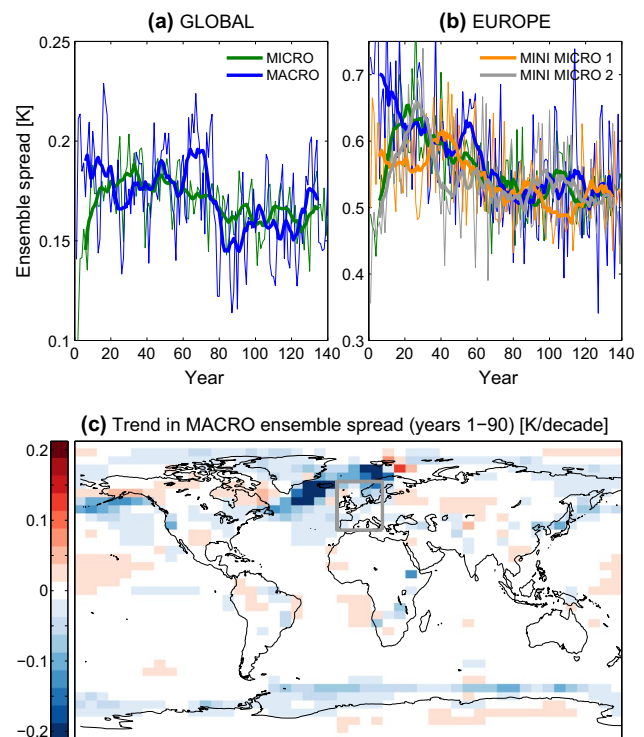 (a) GLOBAL
(b) EUROPE
Ensemble spread [K]
0.25
0.2
0.15
0.1
MICRO
MACRO
0 20 40 60 80 100 120 140
Year
0.7
0.6
0.5
0.4
0.3
MINI MICRO 1
MINI MICRO 2
0 20 40 60 80 100 120 140
Year
(c) Trend in MACRO ensemble spread (years 1−90) [K/decade]
0.2
0.1
0
−0.1
−0.2